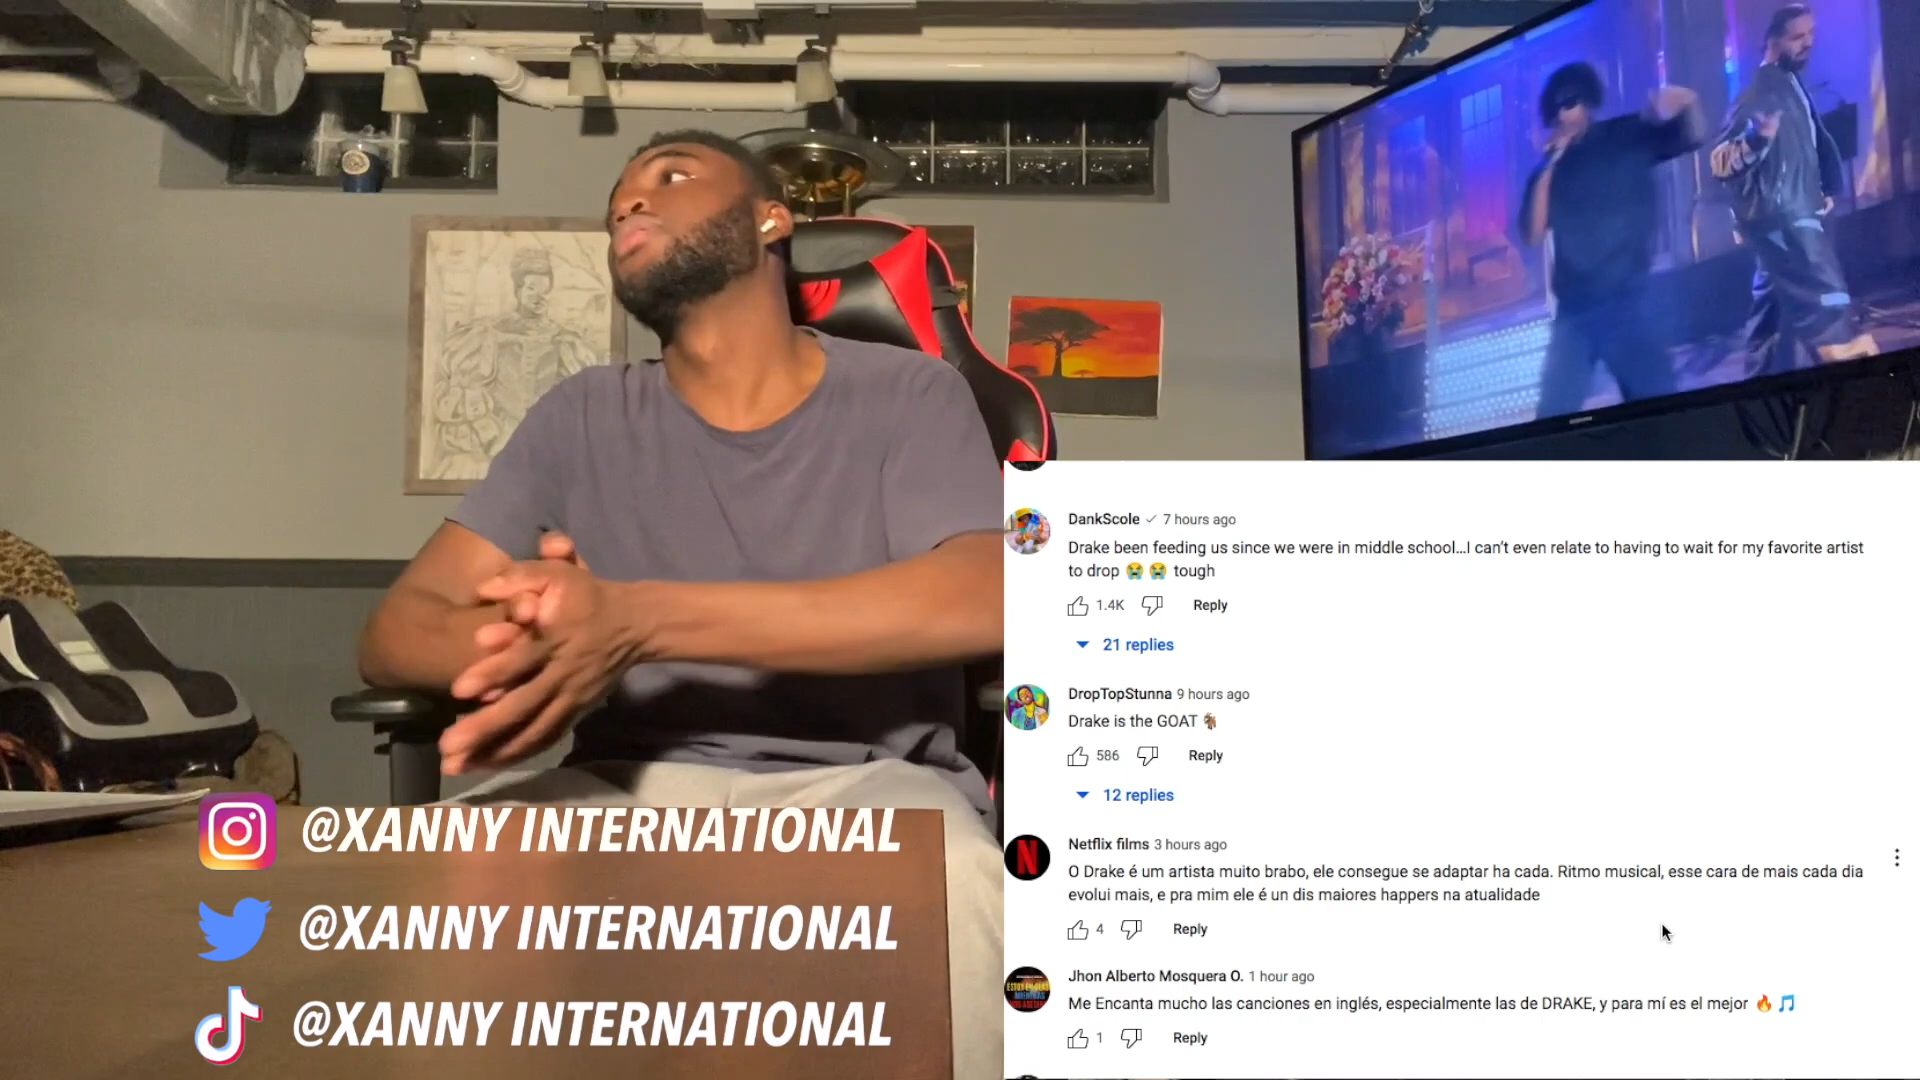 DankScole 7 hours ago
Drake been feeding us since we were in middle school...I can't even relate to having to wait for my favorite artist
to drop 😭 😭 tough
1.4K Reply
21 replies
DropTopStunna 9 hours ago
Drake is the GOAT 🐐
586 Reply
12 replies
Netflix films 3 hours ago
O Drake é um artista muito brabo, ele consegue se adaptar ha cada. Ritmo musical, esse cara de mais cada dia
evolui mais, e pra mim ele é un dis maiores happers na atualidade
4 Reply
Jhon Alberto Mosquera O. 1 hour ago
Me Encanta mucho las canciones en inglés, especialmente las de DRAKE, y para mí es el mejor 🔥 🎵
1 Reply
@XANNY INTERNATIONAL
@XANNY INTERNATIONAL
@XANNY INTERNATIONAL